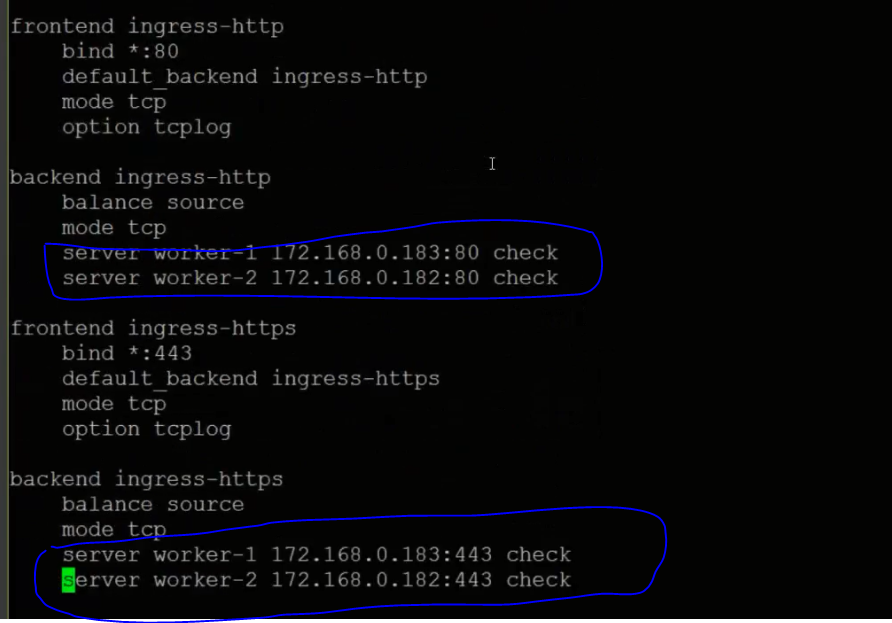 frontend ingress-http
bind *:80
default_backend ingress-http
mode tcp
option tcplog
backend ingress-http
balance source
mode tcp
server worker-1 172.168.0.183:80 check
server worker-2 172.168.0.182:80 check
frontend ingress-https
bind *:443
default_backend ingress-https
mode tcp
option tcplog
backend ingress-https
balance source
mode tcp
server worker-1 172.168.0.183:443 check
server worker-2 172.168.0.182:443 check